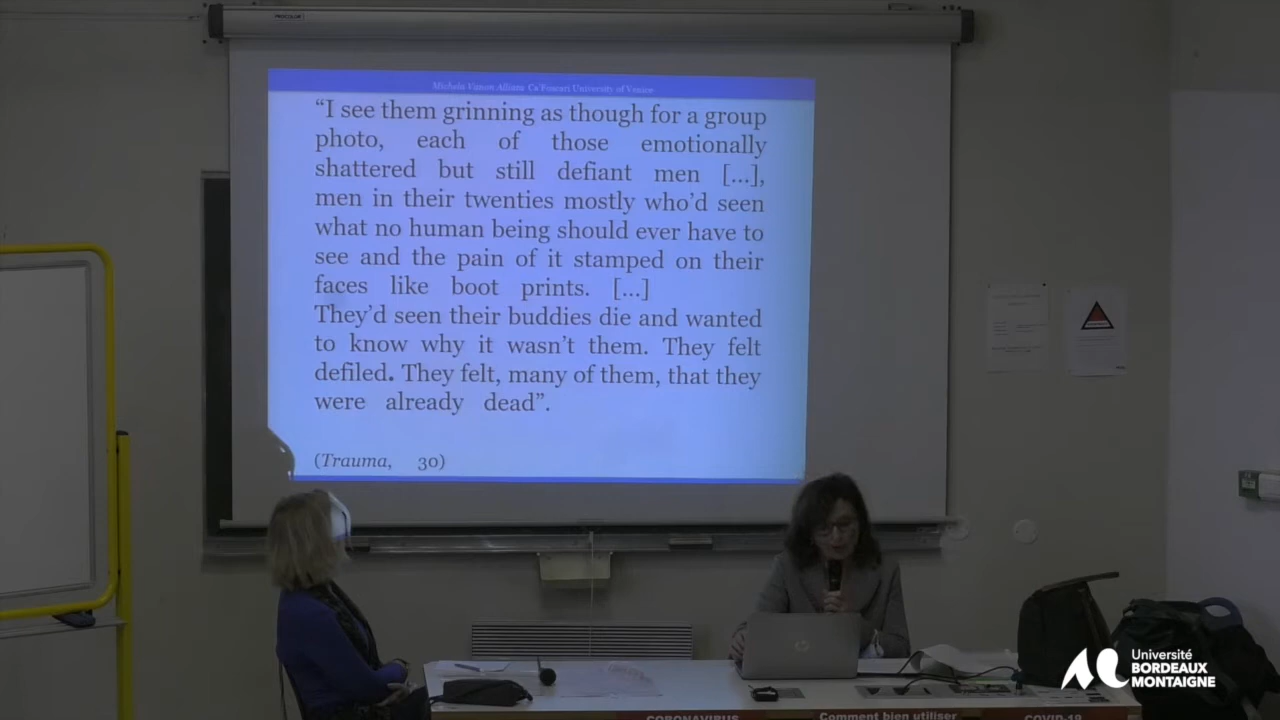 PROCOLOR
Michela Vanon Alliata Ca'Foscari University of Venice
“I see them grinning as though for a group
photo, each of those emotionally
shattered but still defiant men [...],
men in their twenties mostly who’d seen
what no human being should ever have to
see and the pain of it stamped on their
faces like boot prints. [...]
They’d seen their buddies die and wanted
to know why it wasn’t them. They felt
defiled. They felt, many of them, that they
were already dead”.
(Trauma, 30)
hp
Université
BORDEAUX
MONTAIGNE
CORONAVIRUS
Comment bien utiliser
COVID-19